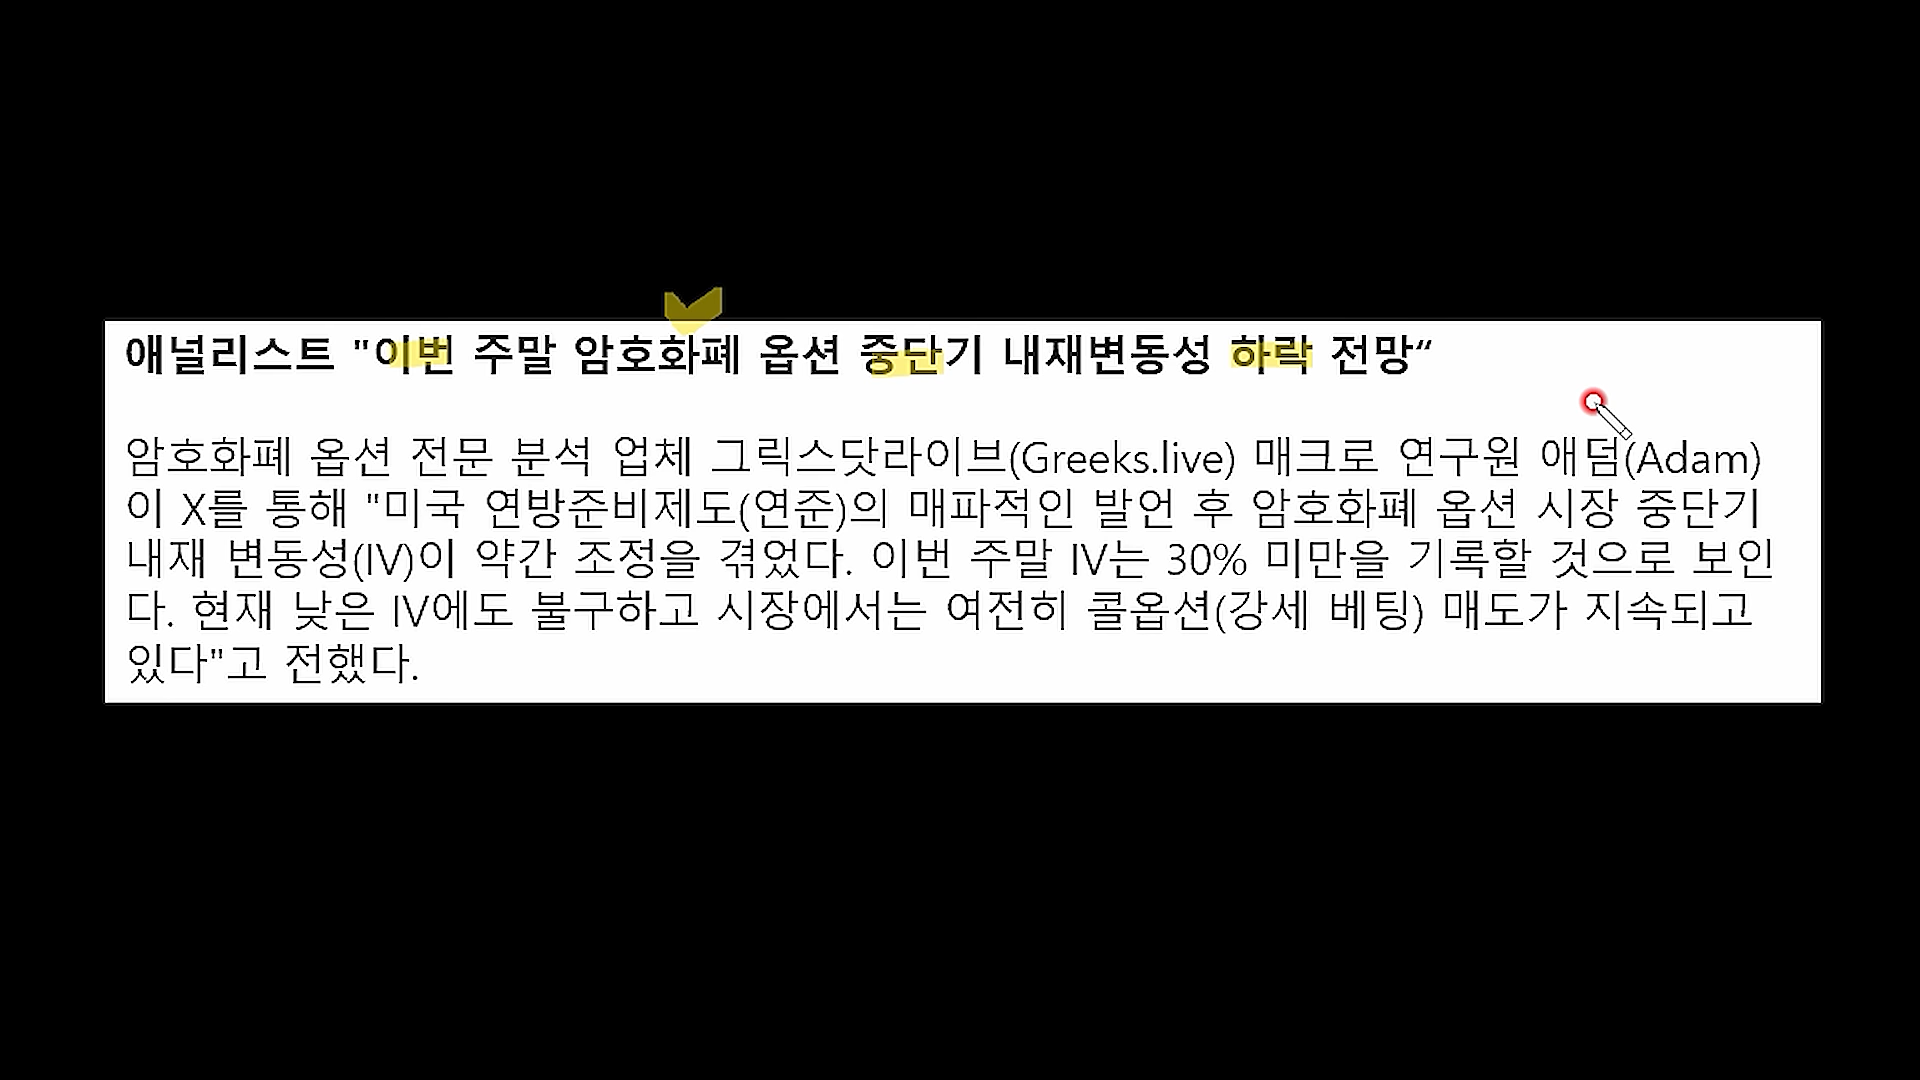 애널리스트 "이번 주말 암호화폐 옵션 중단기 내재변동성 하락 전망“
암호화폐 옵션 전문 분석 업체 그릭스닷라이브(Greeks.live) 매크로 연구원 애덤(Adam)
이 X를 통해 "미국 연방준비제도(연준)의 매파적인 발언 후 암호화폐 옵션 시장 중단기
내재 변동성(IV)이 약간 조정을 겪었다. 이번 주말 IV는 30% 미만을 기록할 것으로 보인
다. 현재 낮은 IV에도 불구하고 시장에서는 여전히 콜옵션(강세 베팅) 매도가 지속되고
있다"고 전했다.